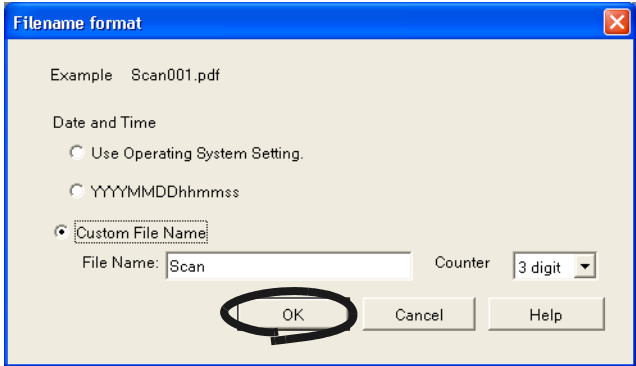 Filename format
Example Scan001.pdf
Date and Time
Use Operating System Setting.
YYYYMMDDhhmmss
Custom File Name
File Name: Scan Counter 3 digit
OK Cancel Help